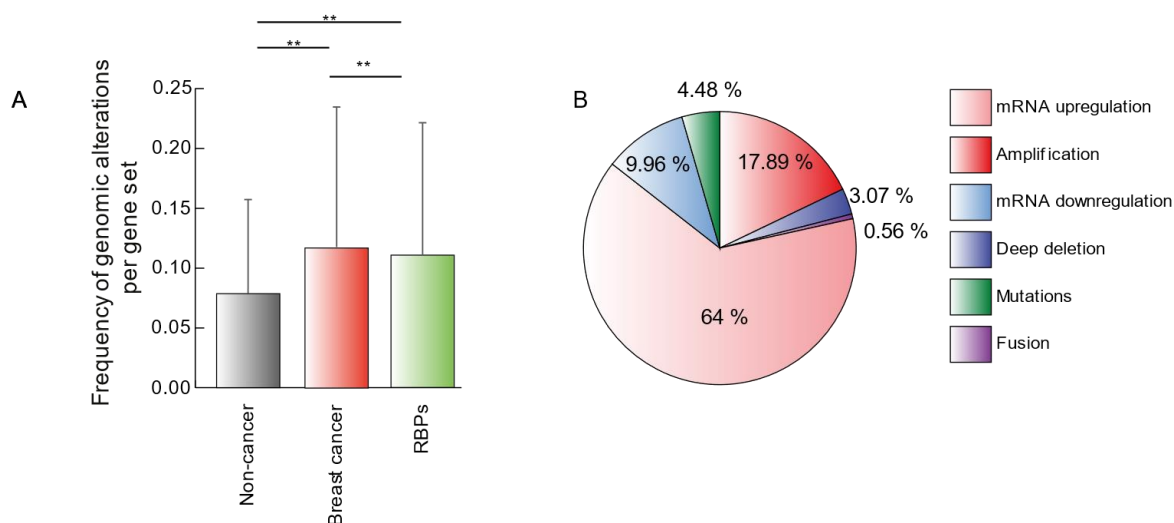 A
**
**
**
Frequency of genomic alterations
per gene set
0.25
0.20
0.15
0.10
0.05
0.00
Non-cancer
Breast cancer
RBPs
B
4.48 %
9.96 %
17.89 %
3.07 %
0.56 %
64 %
mRNA upregulation
Amplification
mRNA downregulation
Deep deletion
Mutations
Fusion